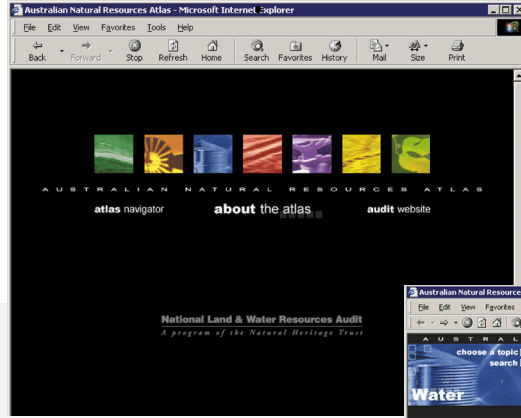 Australian Natural Resources Atlas - Microsoft Internet Explorer
File Edit View Favorites Tools Help
Back Forward Stop Refresh Home Search Favorites History Mail Size Print
AUSTRALIAN NATURAL RESOURCES ATLAS
atlas navigator about the atlas audit website
National Land & Water Resources Audit
A program of the Natural Heritage Trust
Australian Natural Resource
File Edit View Favorites
A U S T R A L
choose a topic
search
Water